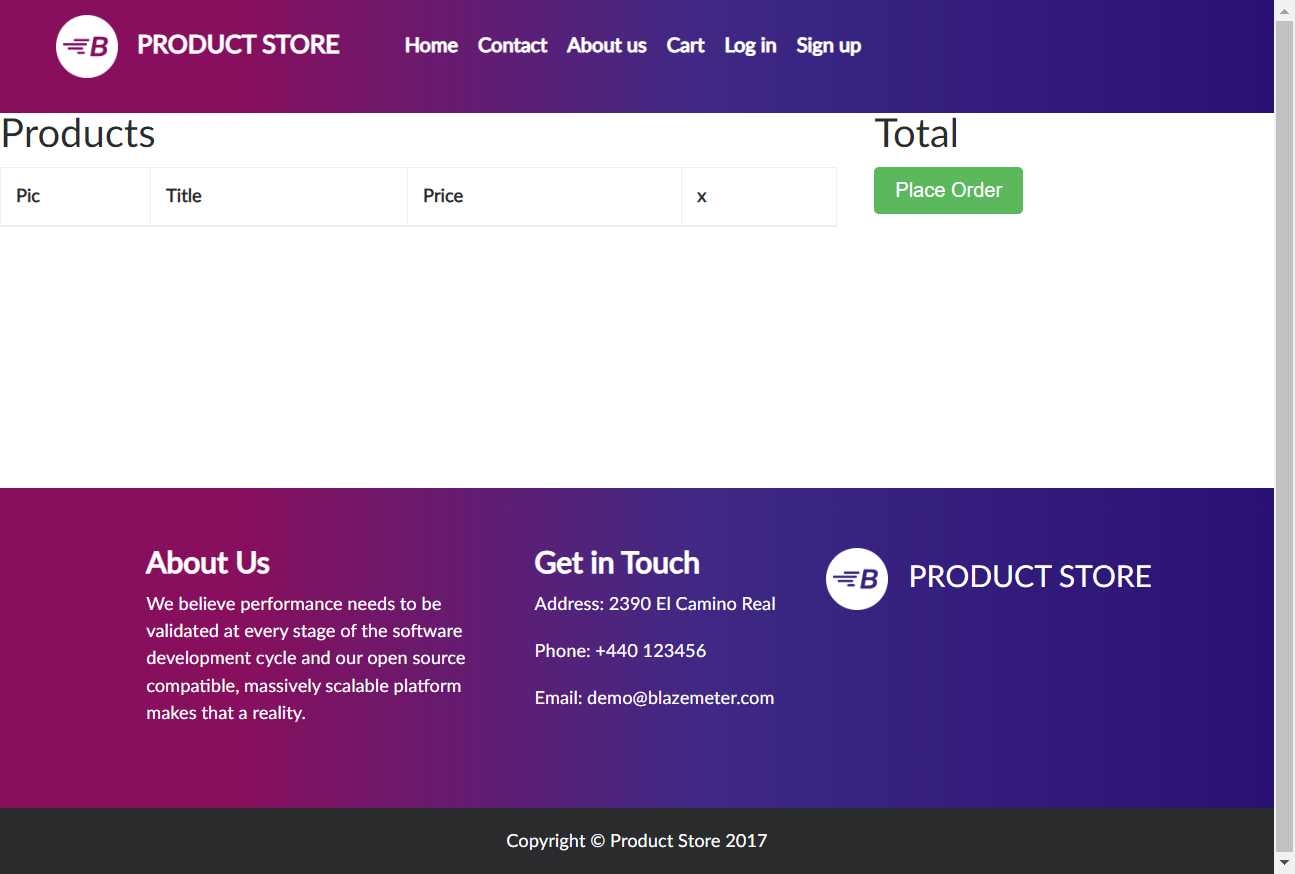 B PRODUCT STORE Home Contact About us Cart Log in Sign up
Products
Total
Pic Title Price x
Place Order
About Us
We believe performance needs to be
validated at every stage of the software
development cycle and our open source
compatible, massively scalable platform
makes that a reality.
Get in Touch
Address: 2390 El Camino Real
Phone: +440 123456
Email: demo@blazemeter.com
B PRODUCT STORE
Copyright © Product Store 2017